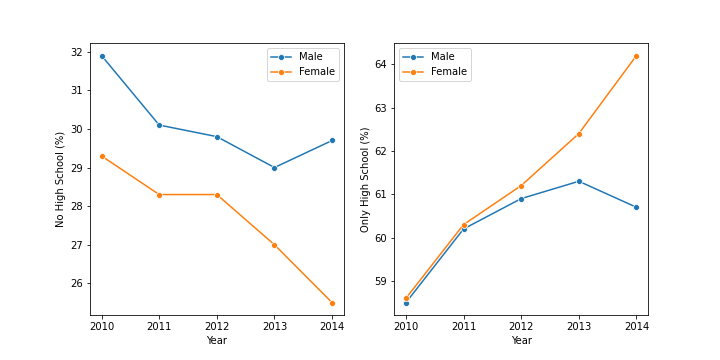 Male
Female
32
31
30
29
28
27
26
No High School (%)
2010
2011
2012
2013
2014
Year
Male
Female
64
63
62
61
60
59
Only High School (%)
2010
2011
2012
2013
2014
Year